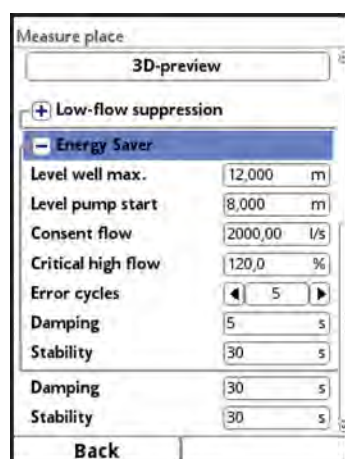 Measure place
3D-preview
+ Low-flow suppression
− Energy Saver
Level well max. 12,000 m
Level pump start 8,000 m
Consent flow 2000,00 l/s
Critical high flow 120,0 %
Error cycles 5
Damping 5 s
Stability 30 s
Damping 30 s
Stability 30 s
Back